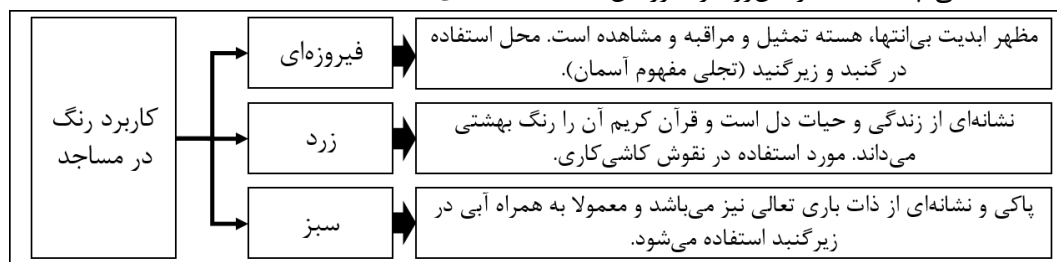 کاربرد رنگ
در مساجد
فیروزه‌ای
مظهر ابدیت بی‌انتها، هسته تمثیل و مراقبه و مشاهده است. محل استفاده
در گنبد و زیرگنید (تجلی مفهوم آسمان).
زرد
نشانه‌ای از زندگی و حیات دل است و قرآن کریم آن را رنگ بهشتی
می‌داند. مورد استفاده در نقوش کاشی‌کاری.
سبز
پاکی و نشانه‌ای از ذات باری تعالی نیز می‌باشد و معمولا به همراه آبی در
زیرگنبد استفاده می‌شود.